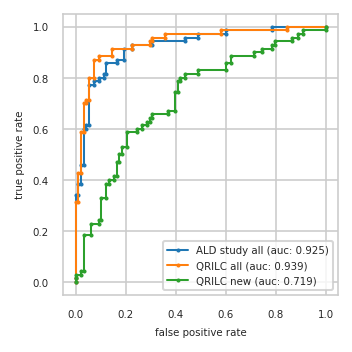 1.0
0.8
0.6
0.4
0.2
0.0
true positive rate
ALD study all (auc: 0.925)
QRILC all (auc: 0.939)
QRILC new (auc: 0.719)
0.0 0.2 0.4 0.6 0.8 1.0
false positive rate